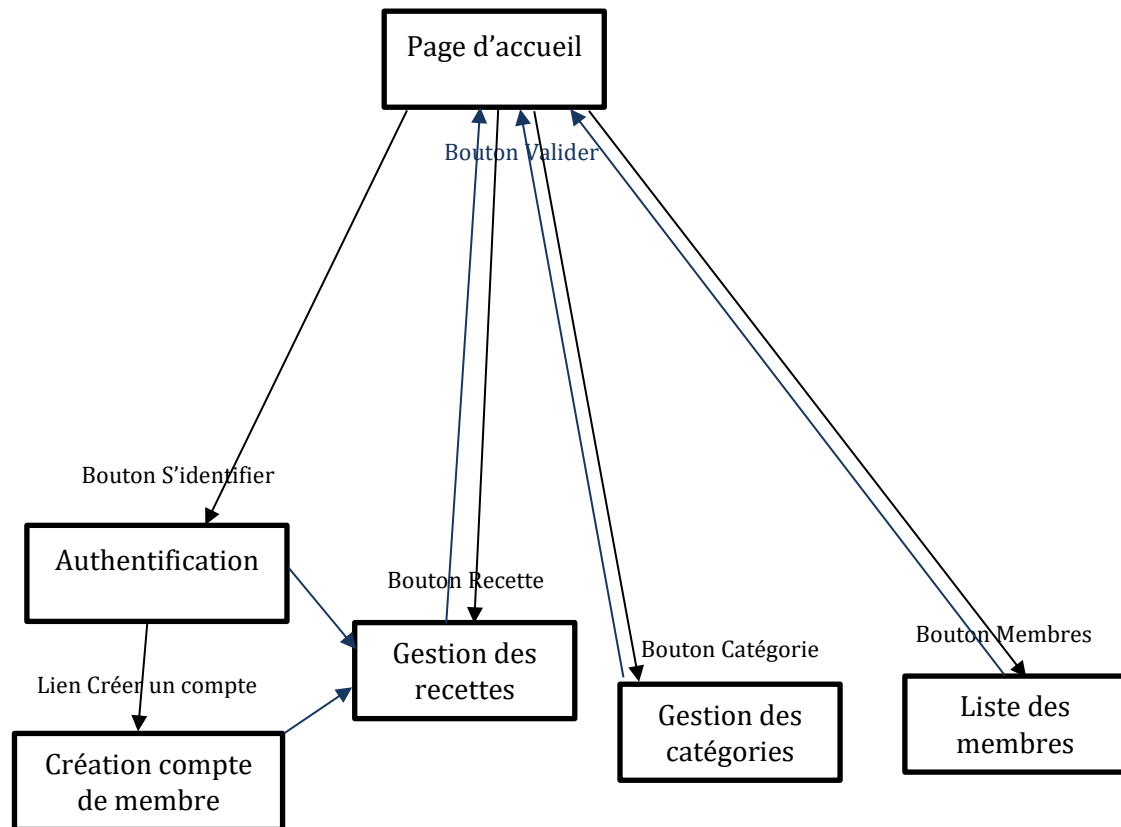 Page d’accueil
Bouton Valider
Bouton S’identifier
Authentification
Bouton Recette
Gestion des
recettes
Bouton Catégorie
Bouton Membres
Lien Créer un compte
Gestion des
catégories
Liste des
membres
Création compte
de membre